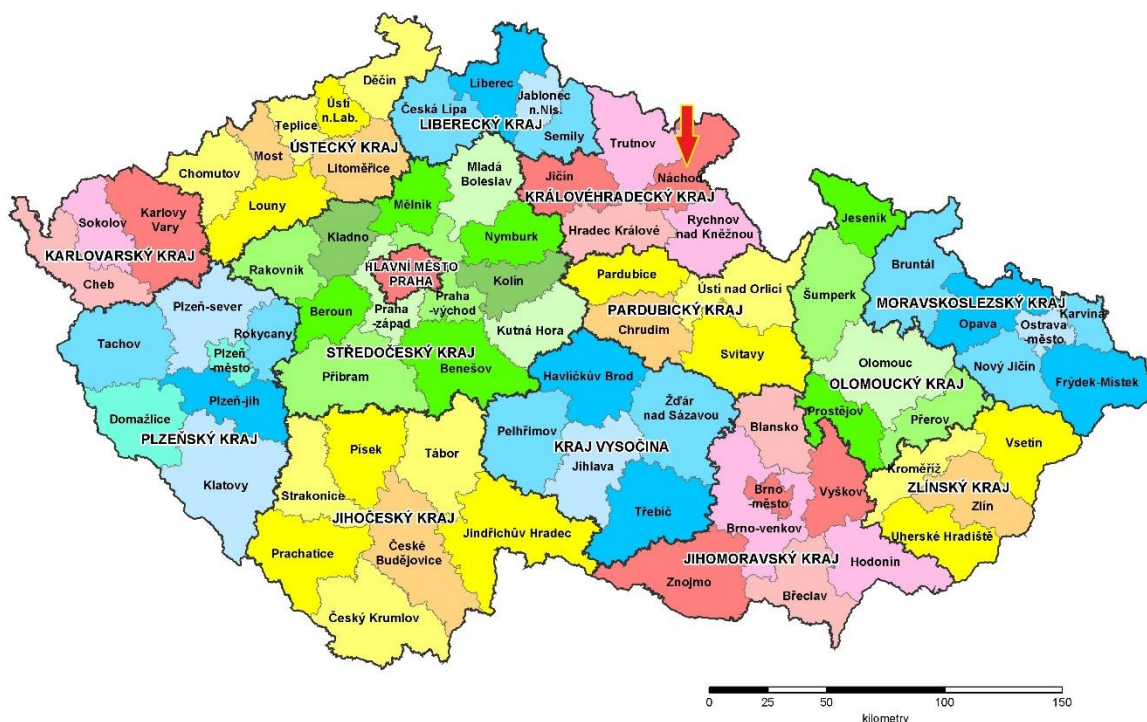 Děčín
Liberec
Ústí
n.Lab.
Teplice
Česká Lípa
Jablonec
n.Nis.
LIBERECKÝ KRAJ
Semily
Trutnov
Most
ÚSTECKÝ KRAJ
Litoměřice
Chomutov
Mladá
Boleslav
Jičín
Náchod
KRÁLOVÉHRADECKÝ KRAJ
Louny
Mělník
Sokolov
Karlovy
Vary
Rychnov
nad Kněžnou
Jeseník
Kladno
Nymburk
Hradec Králové
KARLOVARSKÝ KRAJ
Cheb
Rakovník
HLAVNÍ MĚSTO
PRAHA
Kolín
Pardubice
Ústí nad Orlicí
Šumperk
Bruntál
Plzeň-sever
Beroun
Praha
-západ
Praha
-východ
PARDUBICKÝ KRAJ
Chrudim
MORAVSKOSLEZSKÝ KRAJ
Karviná
Opava
Ostrava
-město
Rokycany
Kutná Hora
Tachov
Plzeň
-město
STŘEDOČESKÝ KRAJ
Benešov
Svitavy
Olomouc
Nový Jičín
Frýdek-Místek
Příbram
Havlíčkův Brod
OLOMOUCKÝ KRAJ
Plzeň-jih
Domažlice
PLZEŇSKÝ KRAJ
Žďár
nad Sázavou
Prostějov
Přerov
Blansko
Písek
Tábor
Pelhřimov
KRAJ VYSOČINA
Jihlava
Vsetín
Kroměříž
ZLÍNSKÝ KRAJ
Zlín
Klatovy
Strakonice
Brno
-město
Vyškov
JIHOČESKÝ KRAJ
Třebíč
Brno-venkov
Jindřichův Hradec
Uherské Hradiště
Prachatice
České
Budějovice
JIHOMORAVSKÝ KRAJ
Hodonín
Znojmo
Břeclav
Český Krumlov
0 25 50 100 150
kilometry